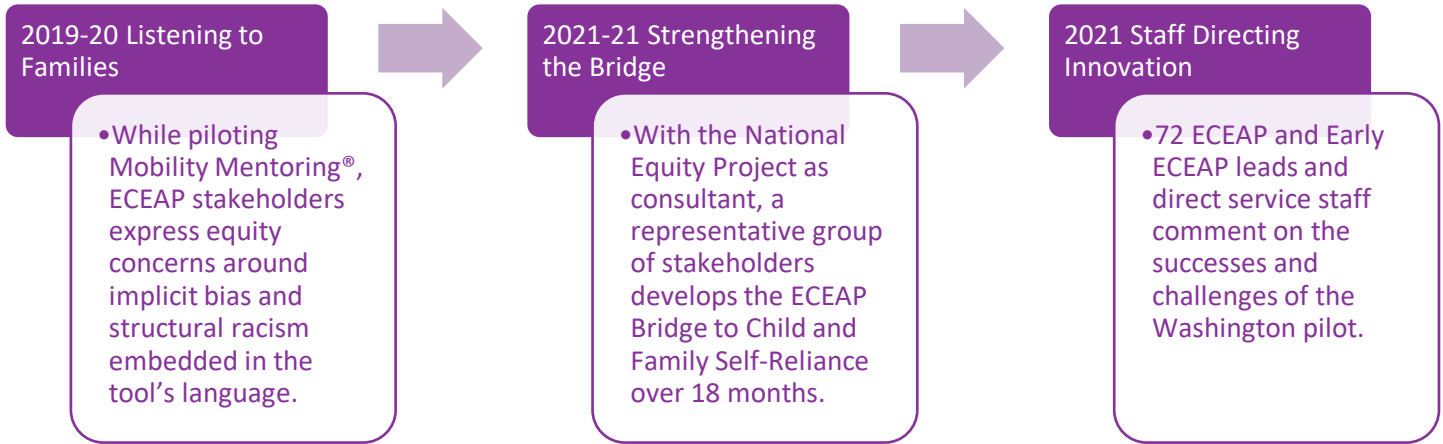 2019-20 Listening to
Families
•While piloting
Mobility Mentoring®,
ECEAP stakeholders
express equity
concerns around
implicit bias and
structural racism
embedded in the
tool’s language.
2021-21 Strengthening
the Bridge
•With the National
Equity Project as
consultant, a
representative group
of stakeholders
develops the ECEAP
Bridge to Child and
Family Self-Reliance
over 18 months.
2021 Staff Directing
Innovation
•72 ECEAP and Early
ECEAP leads and
direct service staff
comment on the
successes and
challenges of the
Washington pilot.